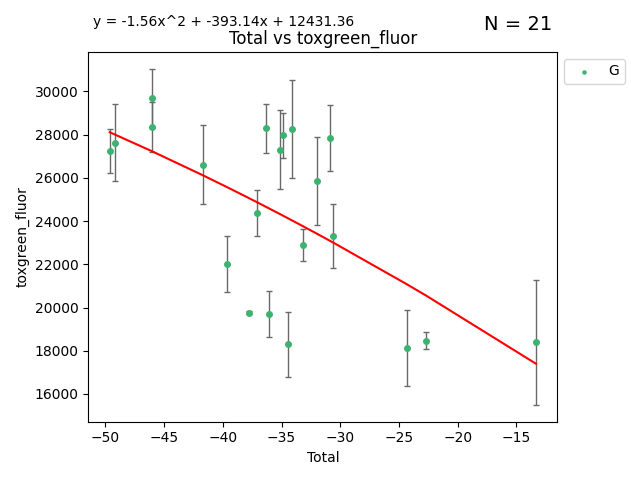 y = -1.56x^2 + -393.14x + 12431.36
N = 21
Total vs toxgreen_fluor
G
30000
28000
26000
24000
22000
20000
18000
16000
toxgreen_fluor
−50
−45
−40
−35
−30
−25
−20
−15
Total